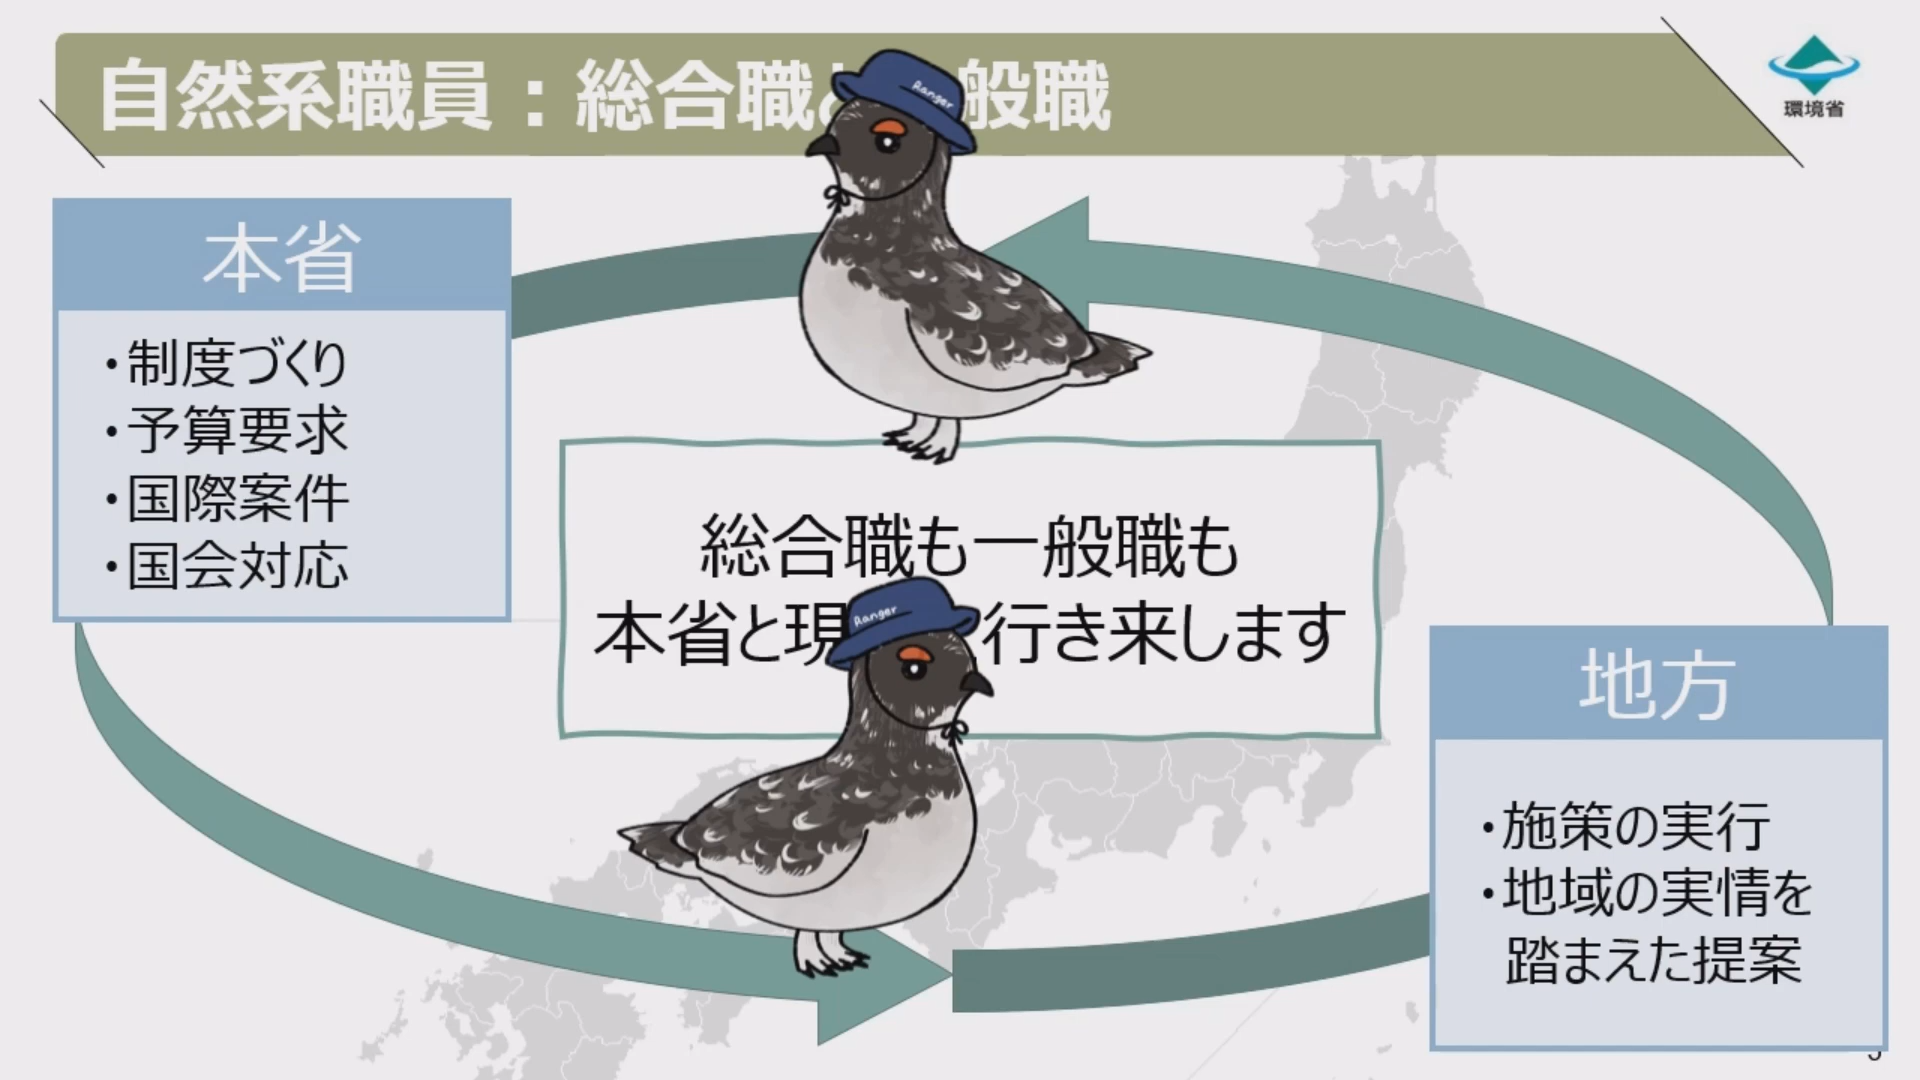 自然系職員：総合職 般職
環境省
本省
・制度づくり
・予算要求
・国際案件
・国会対応
Ranger
総合職も一般職も
本省と現 行き来します
Ranger
地方
・施策の実行
・地域の実情を
踏まえた提案